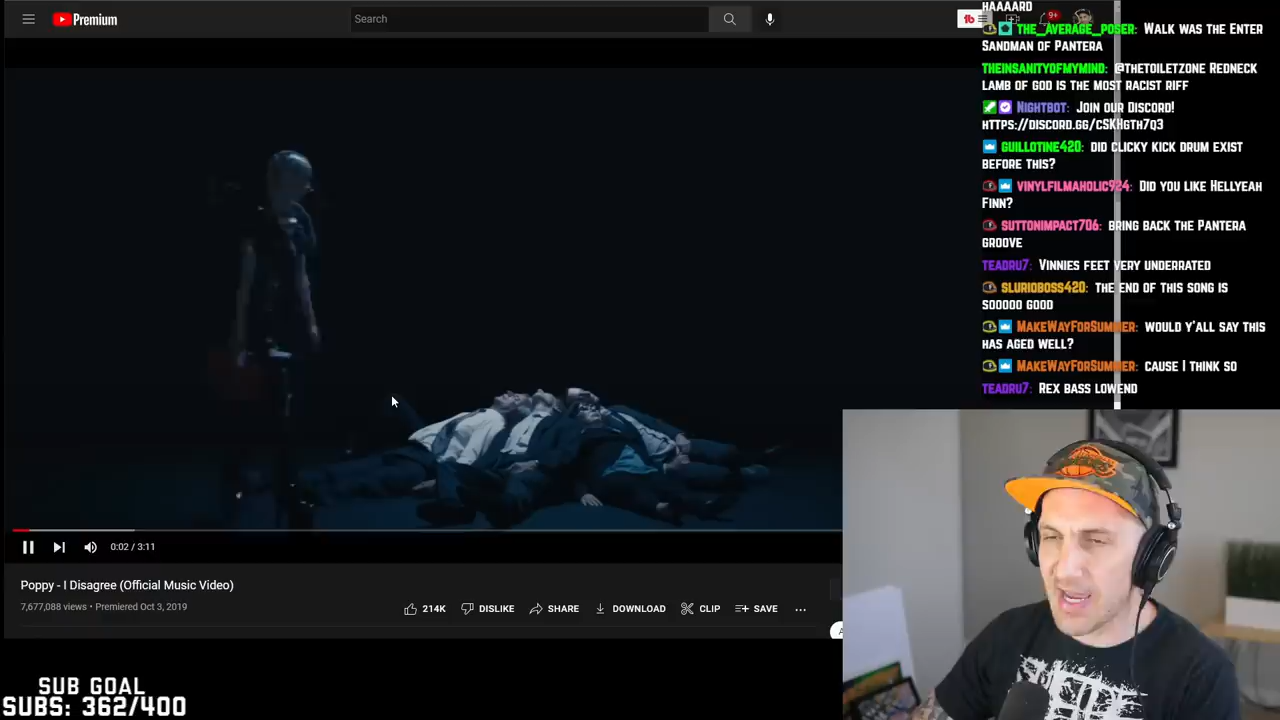 Premium
Search
9+
HAAAARD
THE_AVERAGE_POSER: WALK WAS THE ENTER
SANDMAN OF PANTERA
THEINSANITYOFMYMIND: @THETOILETZONE REDNECK
LAMB OF GOD IS THE MOST RACIST RIFF
NIGHTBOT: JOIN OUR DISCORD!
HTTPS://DISCORD.GG/CSKHGTH7Q3
GUILLOTINE420: DID CLICKY KICK DRUM EXIST
BEFORE THIS?
VINYLFILMAHOLIC924: DID YOU LIKE HELLYEAH
FINN?
SUTTONIMPACT706: BRING BACK THE PANTERA
GROOVE
TEADRU7: VINNIES FEET VERY UNDERRATED
SLURIOBOSS420: THE END OF THIS SONG IS
SOOOOO GOOD
MAKEWAYFORSUMMER: WOULD Y'ALL SAY THIS
HAS AGED WELL?
MAKEWAYFORSUMMER: CAUSE I THINK SO
TEADRU7: REX BASS LOWEND
0:02 / 3:11
Poppy - I Disagree (Official Music Video)
7,677,088 views • Premiered Oct 3, 2019
214K DISLIKE SHARE DOWNLOAD CLIP SAVE
SUB GOAL
SUBS: 362/400